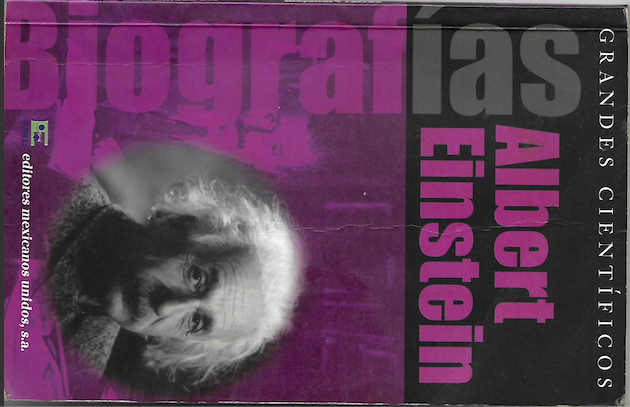 GRANDES CIENTÍFICOS
Albert
Einstein
Biografías
editores mexicanos unidos, s.a.